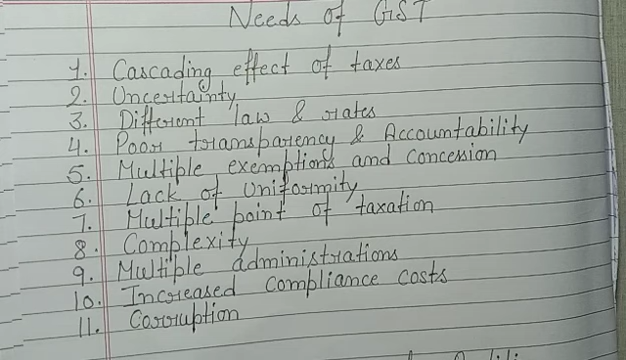 Needs of GST
1. Cascading effect of taxes
2. Uncertainty
3. Different law & rates
4. Poor transparency & Accountability
5. Multiple exemptions and concession
6. Lack of Uniformity
7. Multiple point of taxation
8. Complexity
9. Multiple administrations
10. Increased compliance costs
11. Corruption